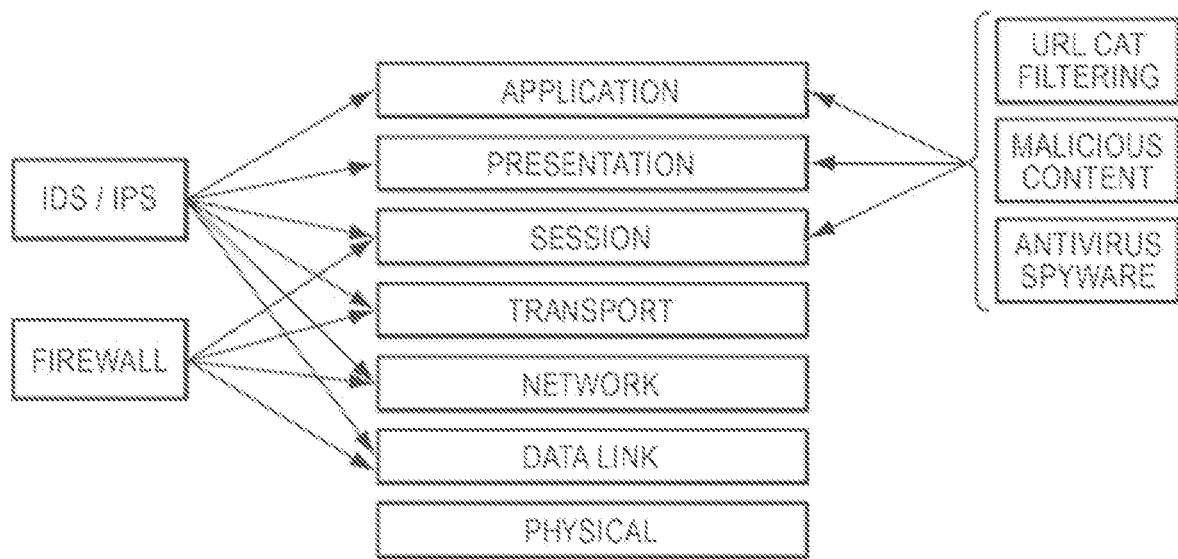 IDS / IPS
FIREWALL
APPLICATION
PRESENTATION
SESSION
TRANSPORT
NETWORK
DATA LINK
PHYSICAL
URL CAT
FILTERING
MALICIOUS
CONTENT
ANTIVIRUS
SPYWARE